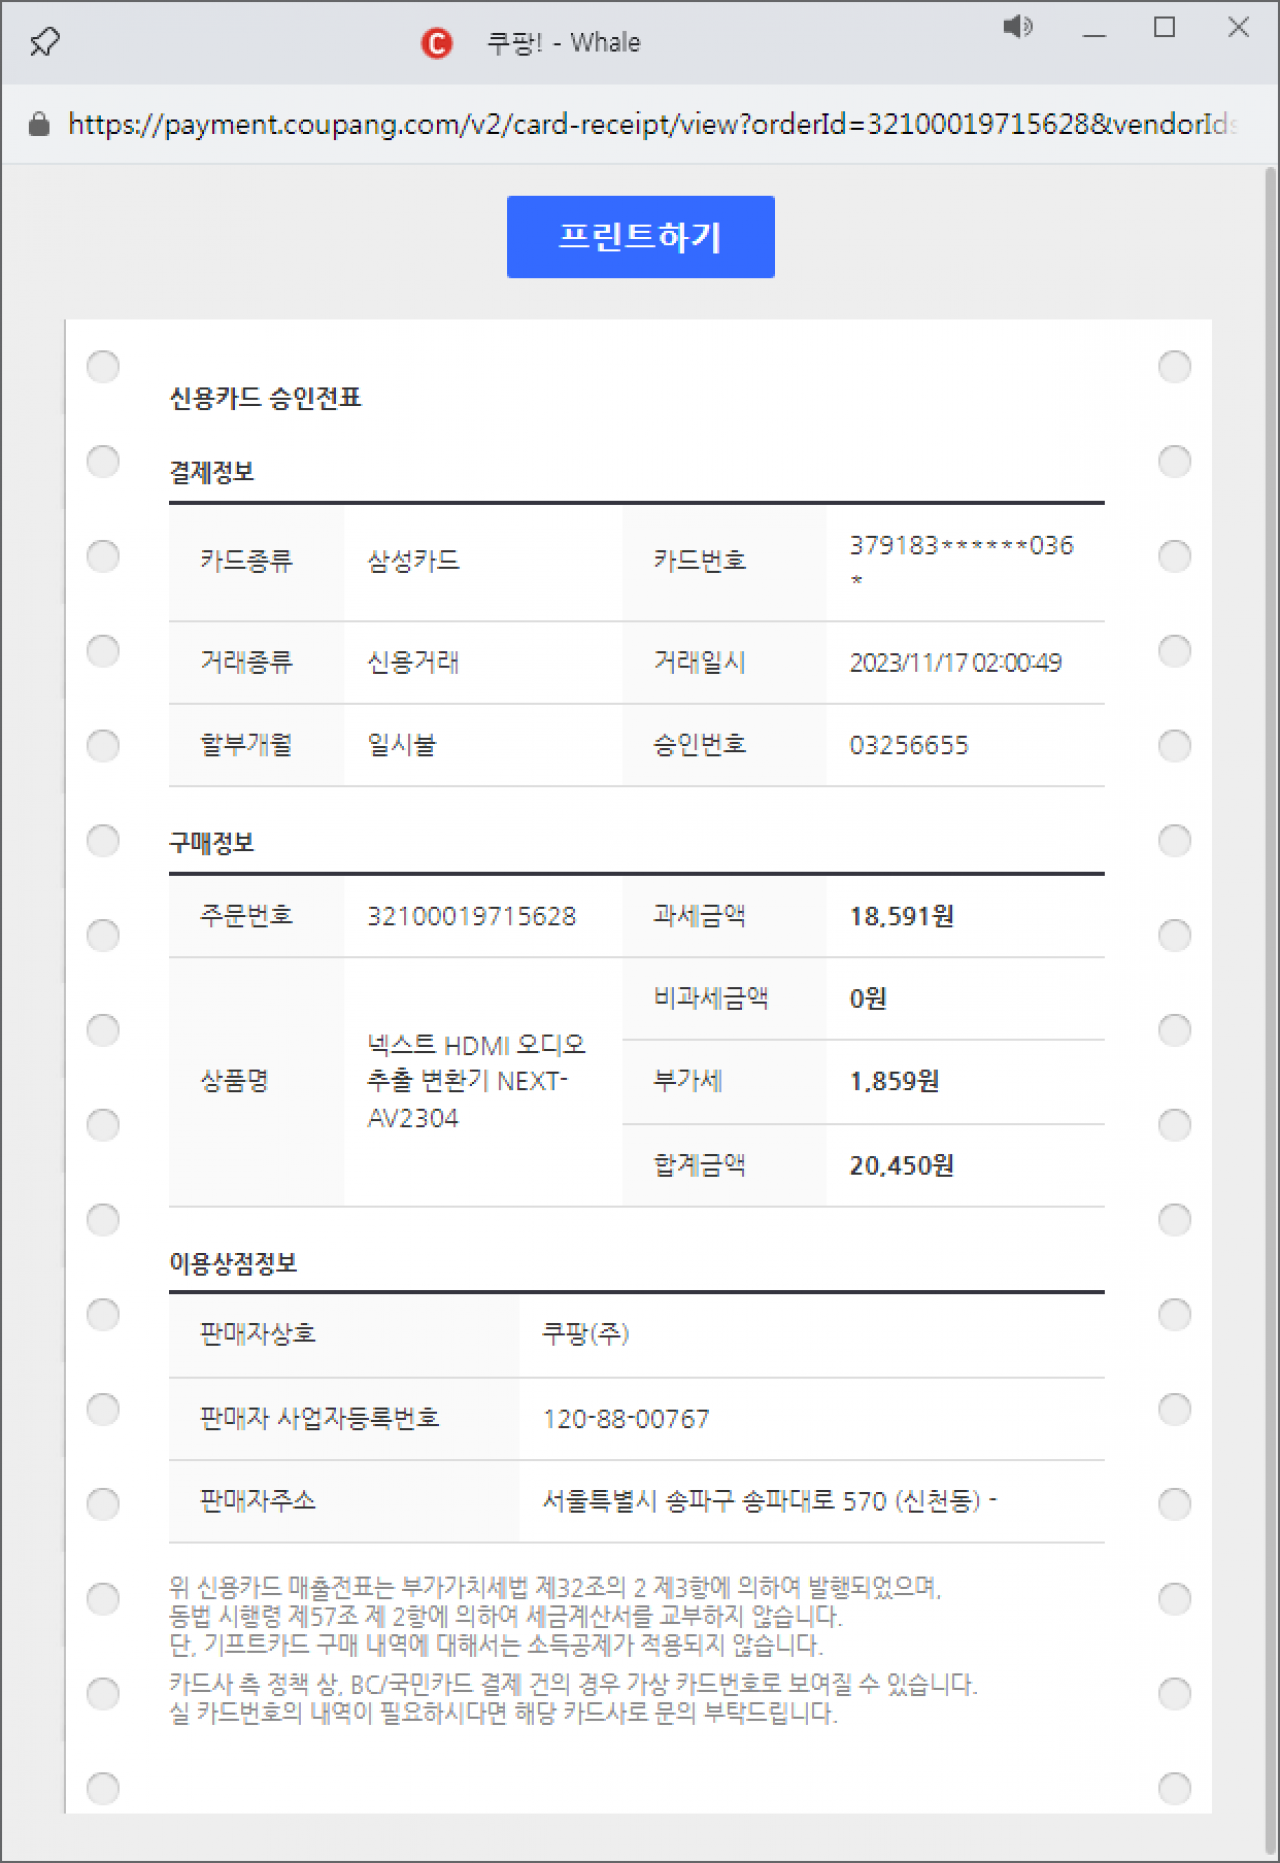 쿠팡! - Whale
https://payment.coupang.com/v2/card-receipt/view?orderId=32100019715628&vendorIds
프린트하기
신용카드 승인전표
결제정보
카드종류 삼성카드 카드번호 379183******036
*
거래종류 신용거래 거래일시 2023/11/17 02:00:49
할부개월 일시불 승인번호 03256655
구매정보
주문번호 32100019715628 과세금액 18,591원
비과세금액 0원
상품명 넥스트 HDMI 오디오
추출 변환기 NEXT-
AV2304
부가세 1,859원
합계금액 20,450원
이용상점정보
판매자상호 쿠팡(주)
판매자 사업자등록번호 120-88-00767
판매자주소 서울특별시 송파구 송파대로 570 (신천동) -
위 신용카드 매출전표는 부가가치세법 제32조의 2 제3항에 의하여 발행되었으며,
동법 시행령 제57조 제 2항에 의하여 세금계산서를 교부하지 않습니다.
단, 기프트카드 구매 내역에 대해서는 소득공제가 적용되지 않습니다.
카드사 측 정책 상, BC/국민카드 결제 건의 경우 가상 카드번호로 보여질 수 있습니다.
실 카드번호의 내역이 필요하시다면 해당 카드사로 문의 부탁드립니다.